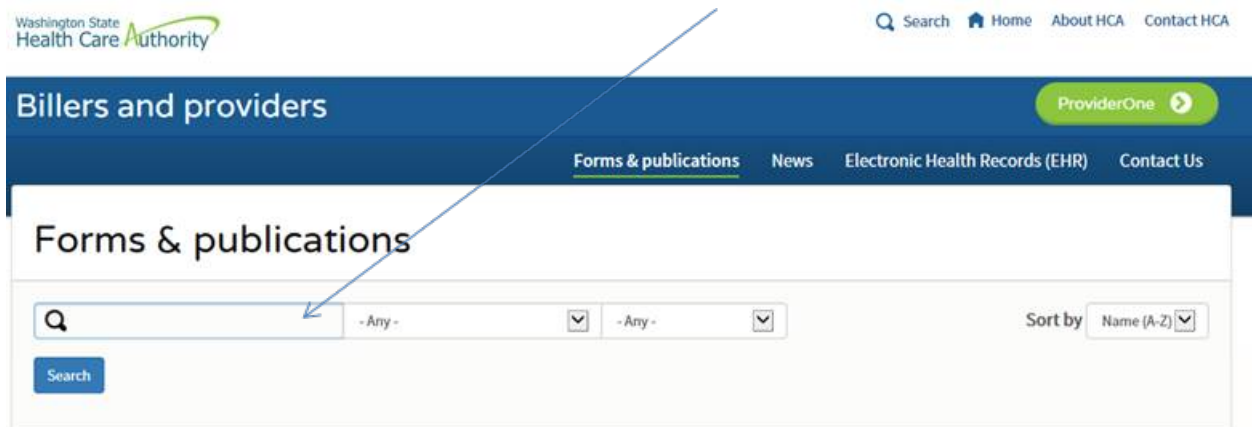 Washington State
Health Care Authority
Search Home About HCA Contact HCA
Billers and providers
ProviderOne
Forms & publications News Electronic Health Records (EHR) Contact Us
Forms & publications
- Any - - Any - Sort by Name (A-Z)
Search